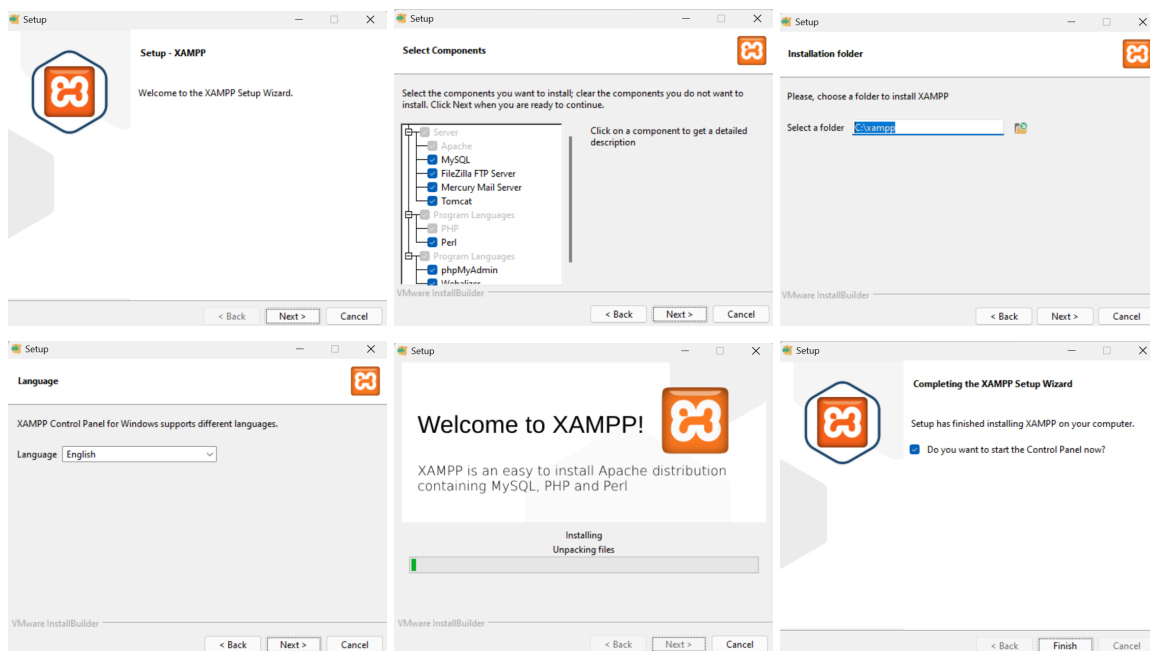 Setup
Setup - XAMPP
Welcome to the XAMPP Setup Wizard.
< Back
Next >
Cancel
Setup
Select Components
Select the components you want to install; clear the components you do not want to
install. Click Next when you are ready to continue.
Server
Apache
MySQL
FileZilla FTP Server
Mercury Mail Server
Tomcat
Program Languages
PHP
Perl
Program Languages
phpMyAdmin
Webalizer
Click on a component to get a detailed
description
VMware InstallBuilder
< Back
Next >
Cancel
Setup
Installation folder
Please, choose a folder to install XAMPP
Select a folder C:\xampp
VMware InstallBuilder
< Back
Next >
Cancel
Setup
Language
XAMPP Control Panel for Windows supports different languages.
Language English
VMware InstallBuilder
< Back
Next >
Cancel
Setup
Welcome to XAMPP!
XAMPP is an easy to install Apache distribution
containing MySQL, PHP and Perl
Installing
Unpacking files
VMware InstallBuilder
< Back
Next >
Cancel
Setup
Completing the XAMPP Setup Wizard
Setup has finished installing XAMPP on your computer.
Do you want to start the Control Panel now?
< Back
Finish
Cancel